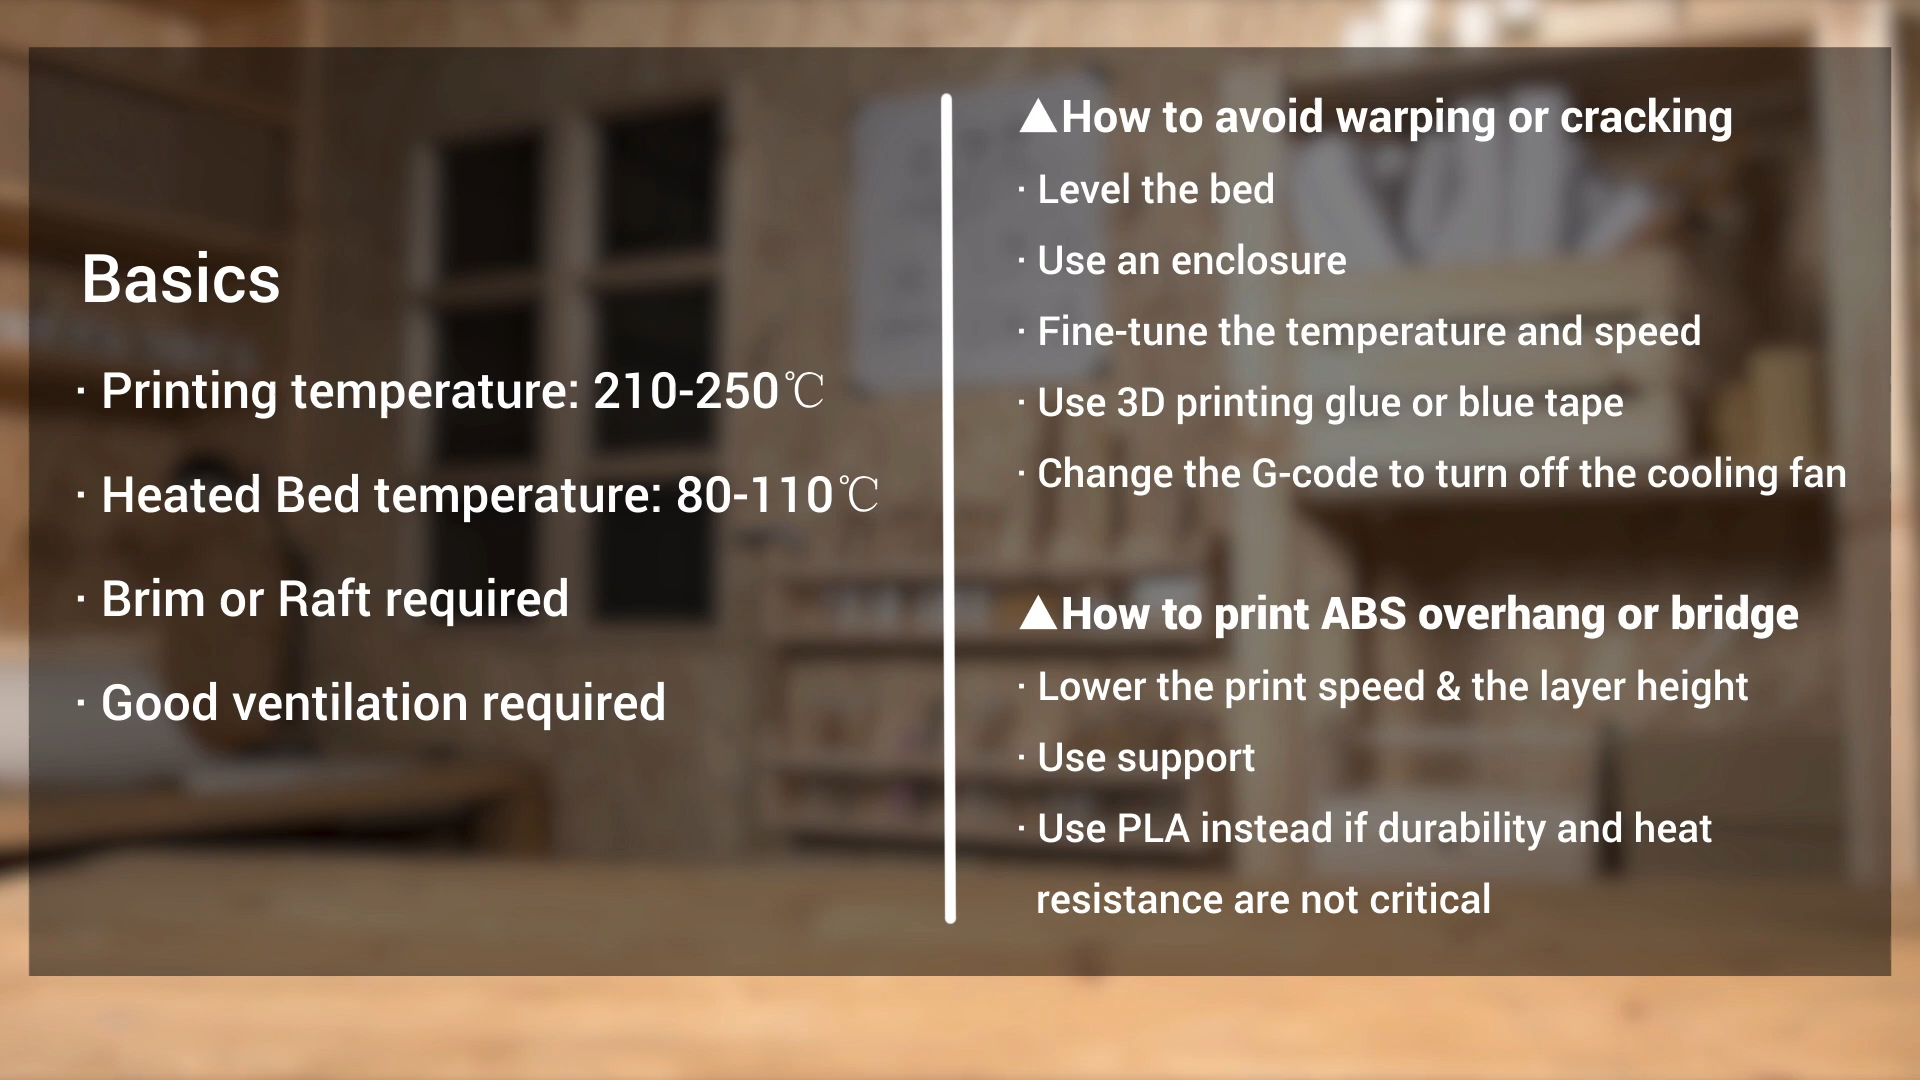 Basics
· Printing temperature: 210-250℃
· Heated Bed temperature: 80-110℃
· Brim or Raft required
· Good ventilation required
▲How to avoid warping or cracking
· Level the bed
· Use an enclosure
· Fine-tune the temperature and speed
· Use 3D printing glue or blue tape
· Change the G-code to turn off the cooling fan
▲How to print ABS overhang or bridge
· Lower the print speed & the layer height
· Use support
· Use PLA instead if durability and heat
resistance are not critical